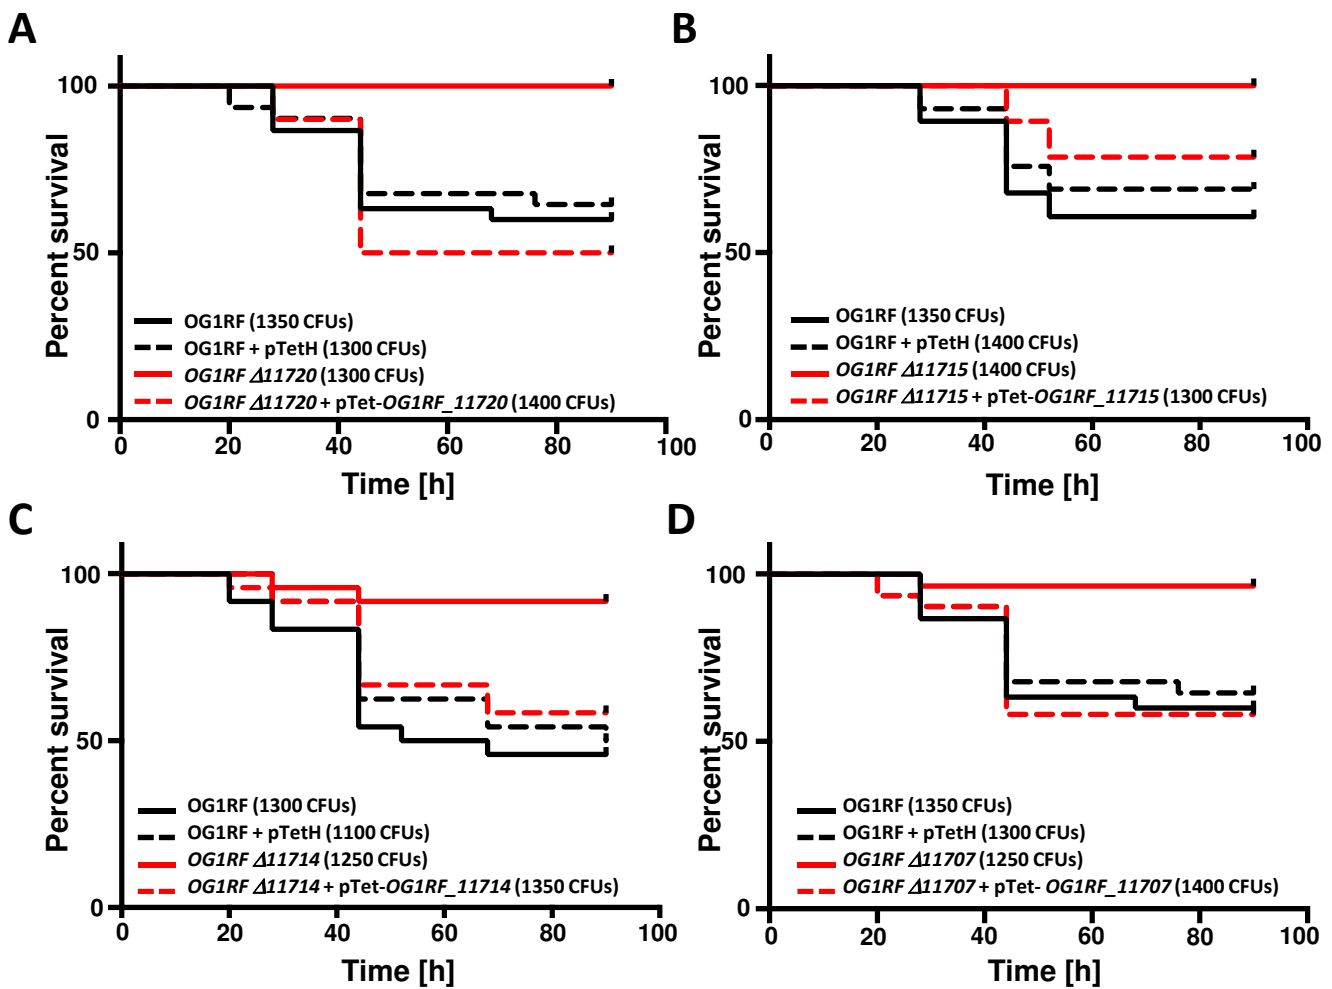 A
Percent survival
100
50
0
OG1RF (1350 CFUs)
OG1RF + pTetH (1300 CFUs)
OG1RF Δ11720 (1300 CFUs)
OG1RF Δ11720 + pTet-OG1RF_11720 (1400 CFUs)
0 20 40 60 80 100
Time [h]
B
Percent survival
100
50
0
OG1RF (1350 CFUs)
OG1RF + pTetH (1400 CFUs)
OG1RF Δ11715 (1400 CFUs)
OG1RF Δ11715 + pTet-OG1RF_11715 (1300 CFUs)
0 20 40 60 80 100
Time [h]
C
Percent survival
100
50
0
OG1RF (1300 CFUs)
OG1RF + pTetH (1100 CFUs)
OG1RF Δ11714 (1250 CFUs)
OG1RF Δ11714 + pTet-OG1RF_11714 (1350 CFUs)
0 20 40 60 80 100
Time [h]
D
Percent survival
100
50
0
OG1RF (1350 CFUs)
OG1RF + pTetH (1300 CFUs)
OG1RF Δ11707 (1250 CFUs)
OG1RF Δ11707 + pTet- OG1RF_11707 (1400 CFUs)
0 20 40 60 80 100
Time [h]